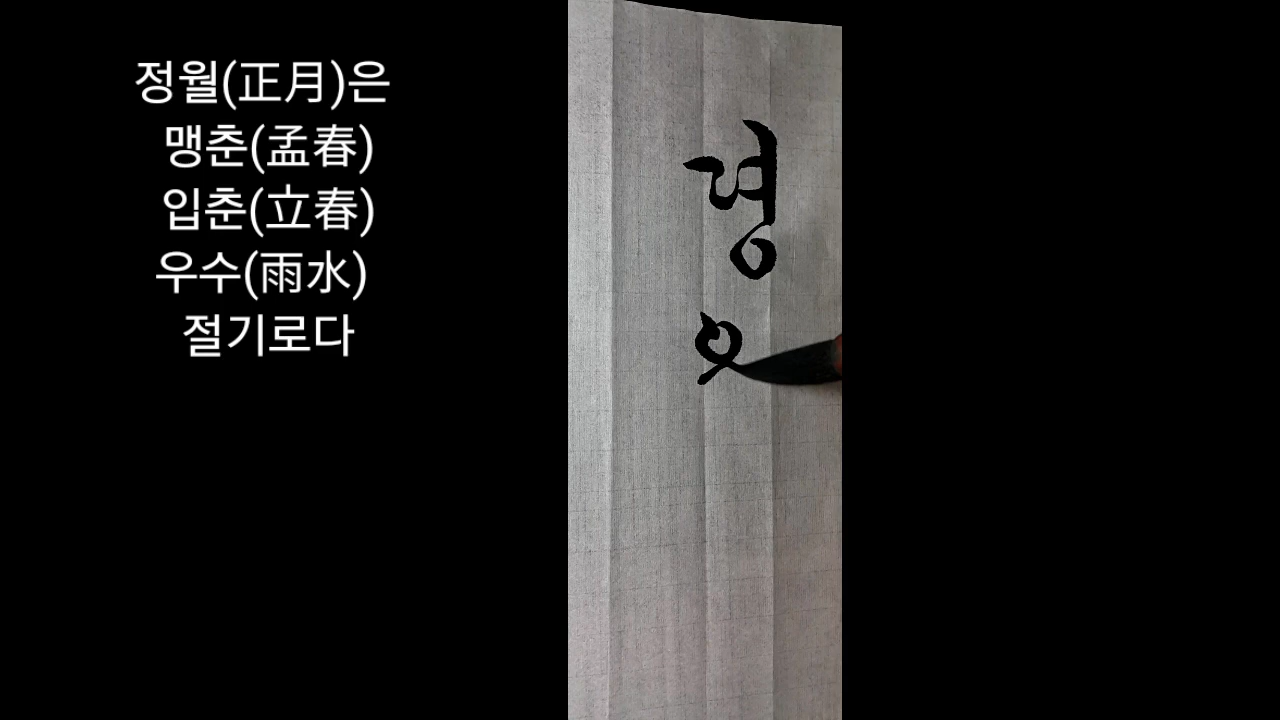 정월(正月)은
맹춘(孟春)
입춘(立春)
우수(雨水)
절기로다